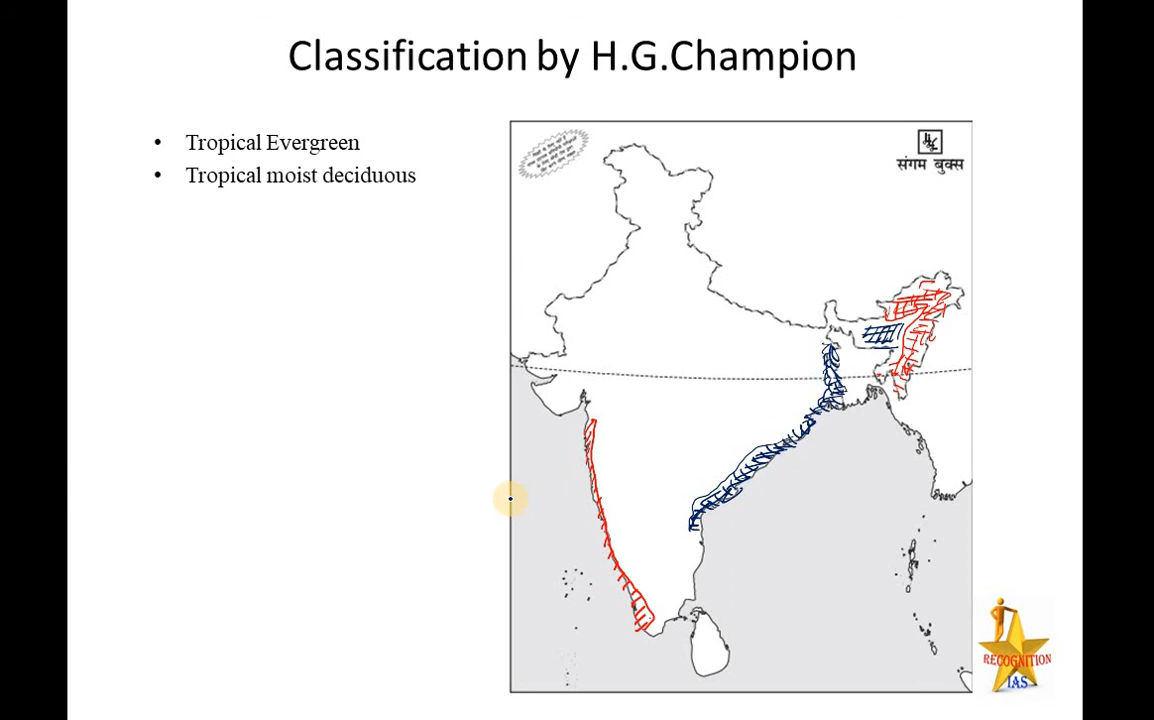 Classification by H.G.Champion
• Tropical Evergreen
• Tropical moist deciduous
संगम बुक्स
RECOGNITION
IAS